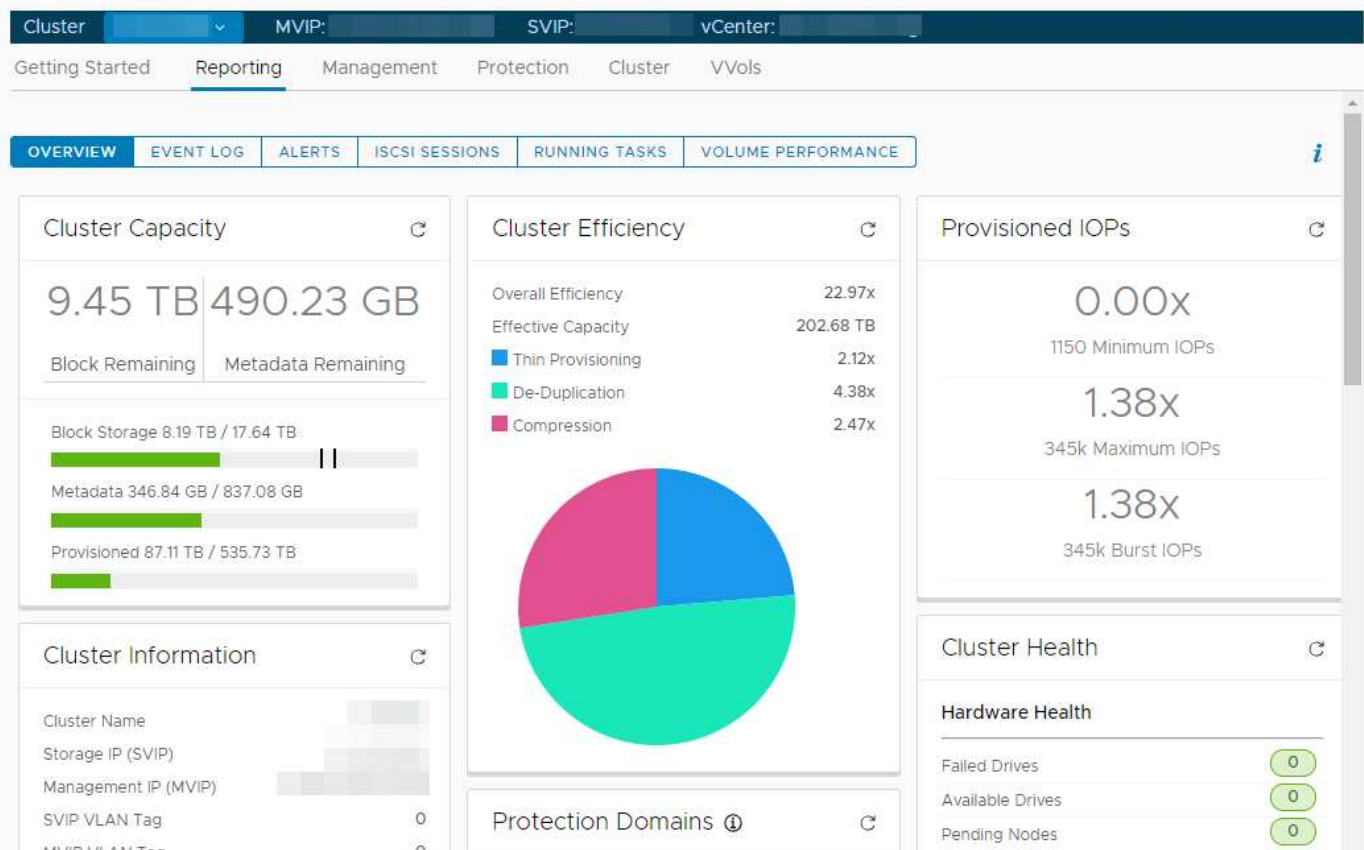 Cluster
MVIP:
SVIP:
vCenter:
Getting Started Reporting Management Protection Cluster VVols
OVERVIEW EVENT LOG ALERTS ISCSI SESSIONS RUNNING TASKS VOLUME PERFORMANCE
i
Cluster Capacity
9.45 TB 490.23 GB
Block Remaining Metadata Remaining
Block Storage 8.19 TB / 17.64 TB
Metadata 346.84 GB / 837.08 GB
Provisioned 87.11 TB / 535.73 TB
Cluster Information
Cluster Name
Storage IP (SVIP)
Management IP (MVIP)
SVIP VLAN Tag 0
MVIP VLAN Tag 0
Cluster Efficiency
Overall Efficiency 22.97x
Effective Capacity 202.68 TB
Thin Provisioning 2.12x
De-Duplication 4.38x
Compression 2.47x
Protection Domains
Provisioned IOPs
0.00x
1150 Minimum IOPs
1.38x
345k Maximum IOPs
1.38x
345k Burst IOPs
Cluster Health
Hardware Health
Failed Drives 0
Available Drives 0
Pending Nodes 0